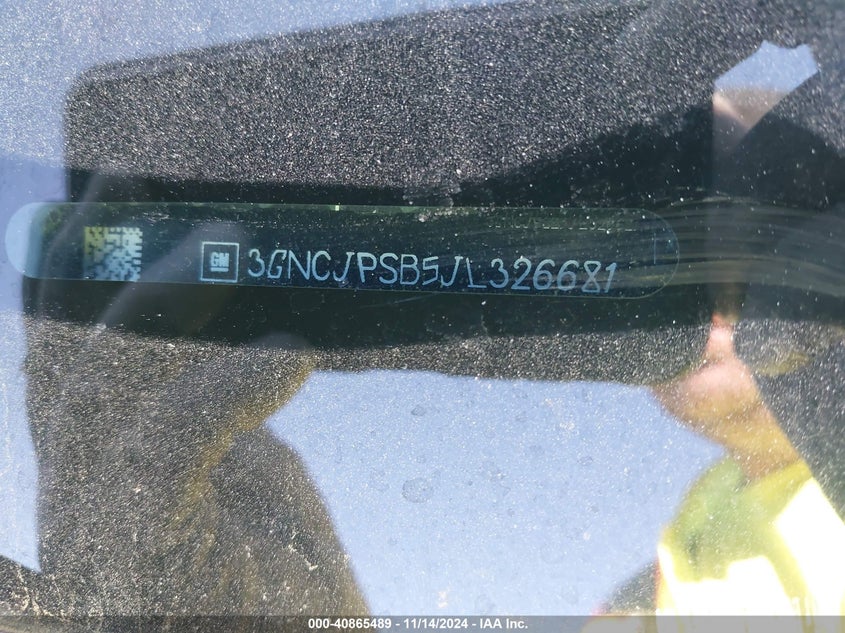 GM 3GNCJPSB5JL326681
000-40865489 - 11/14/2024 - IAA Inc.